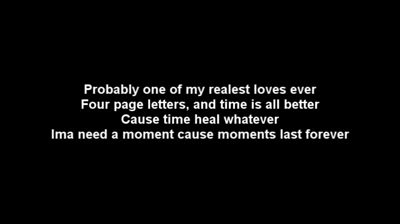 Probably one of my realest loves ever
Four page letters, and time is all better
Cause time heal whatever
Ima need a moment cause moments last forever